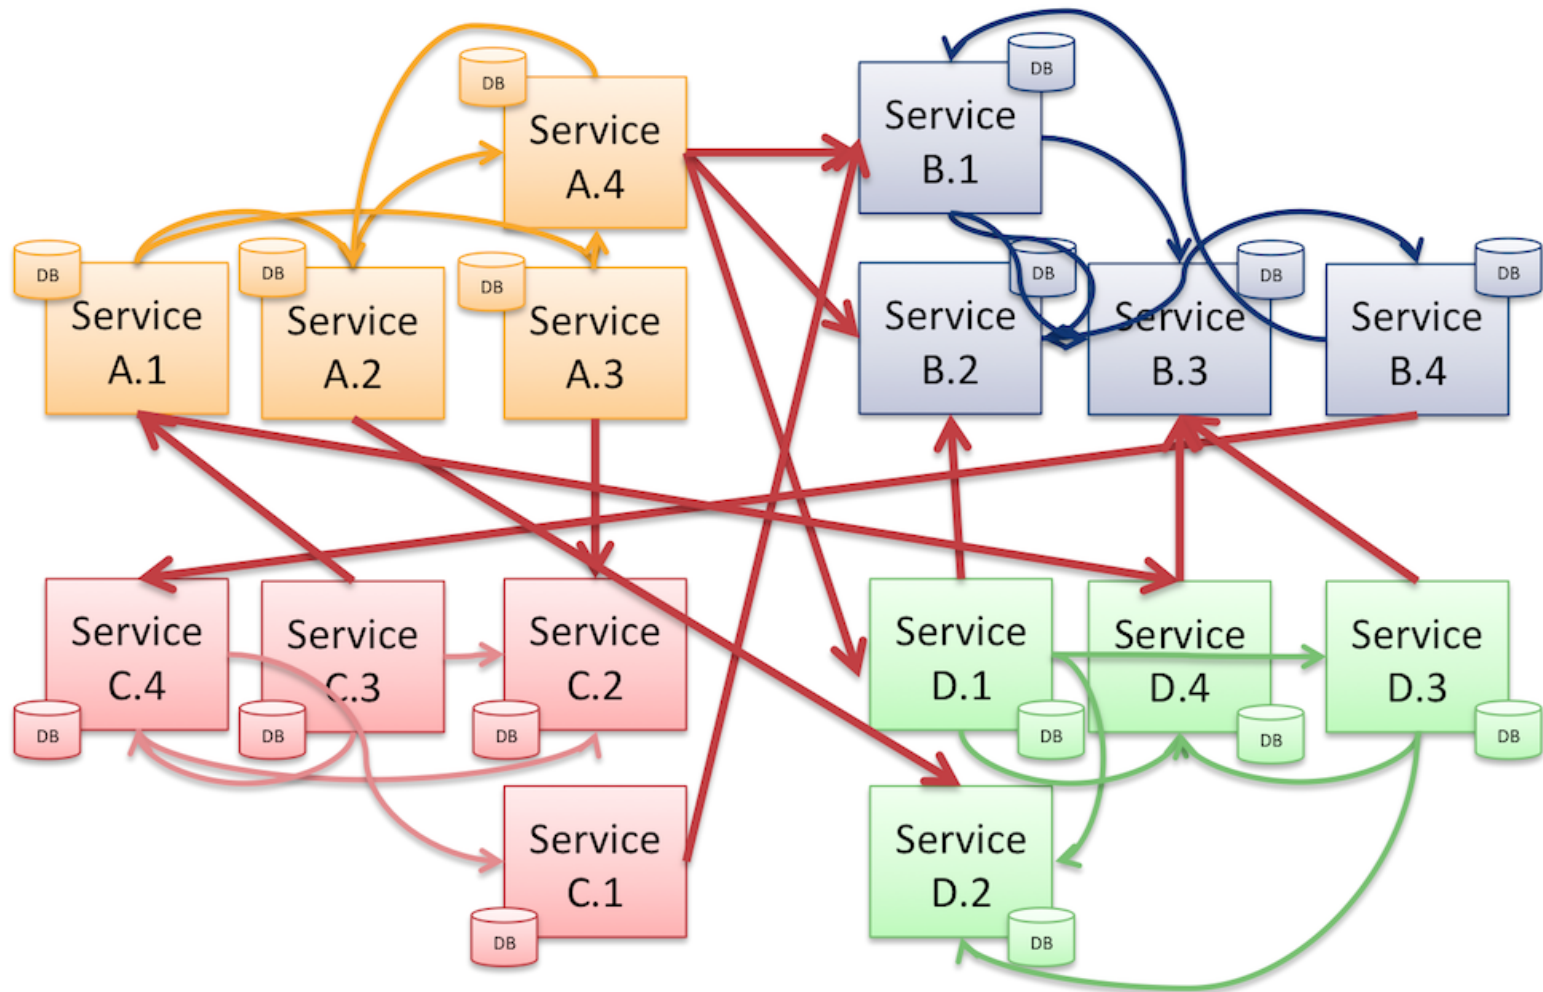 DB
Service
A.4
DB
Service
B.1
DB
Service
A.1
DB
Service
A.2
DB
Service
A.3
DB
Service
B.2
DB
Service
B.3
DB
Service
B.4
Service
C.4
DB
Service
C.3
DB
Service
C.2
DB
Service
D.1
DB
Service
D.4
DB
Service
D.3
DB
Service
C.1
DB
Service
D.2
DB